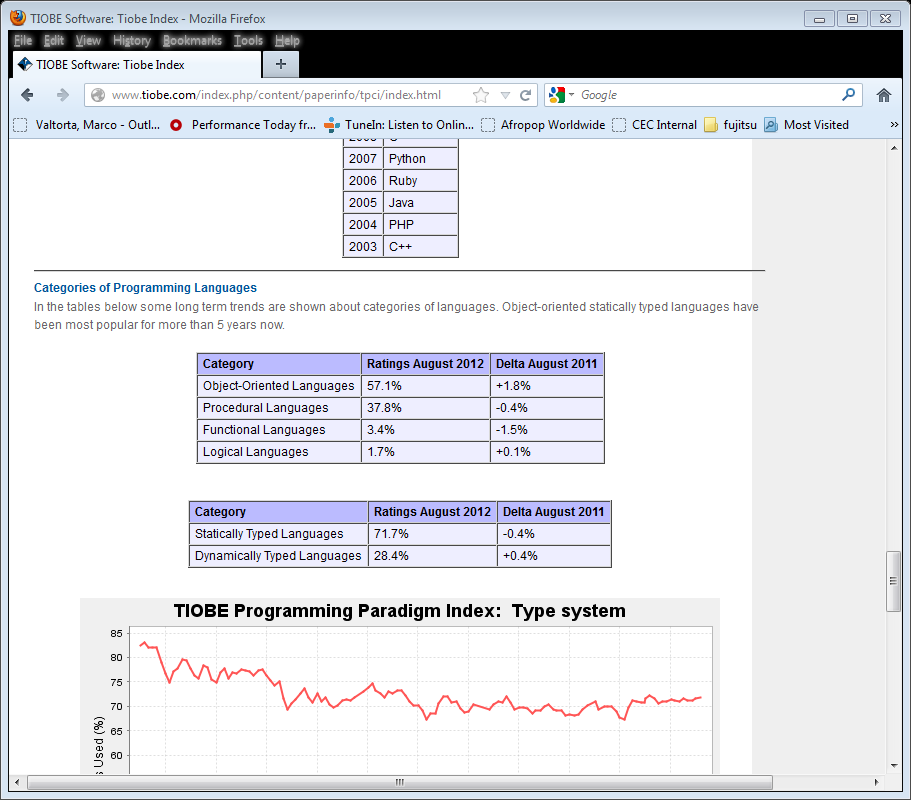 TIOBE Software: Tiobe Index - Mozilla Firefox
File Edit View History Bookmarks Tools Help
TIOBE Software: Tiobe Index
www.tiobe.com/index.php/content/paperinfo/tpci/index.html Google
Valtorta, Marco - Outl... Performance Today fr... TuneIn: Listen to Onlin... Afropop Worldwide CEC Internal fujitsu Most Visited »
2007 Python
2006 Ruby
2005 Java
2004 PHP
2003 C++
Categories of Programming Languages
In the tables below some long term trends are shown about categories of languages. Object-oriented statically typed languages have
been most popular for more than 5 years now.
Category Ratings August 2012 Delta August 2011
Object-Oriented Languages 57.1% +1.8%
Procedural Languages 37.8% -0.4%
Functional Languages 3.4% -1.5%
Logical Languages 1.7% +0.1%
Category Ratings August 2012 Delta August 2011
Statically Typed Languages 71.7% -0.4%
Dynamically Typed Languages 28.4% +0.4%
TIOBE Programming Paradigm Index: Type system
85
80
75
70
65
60
Used (%)